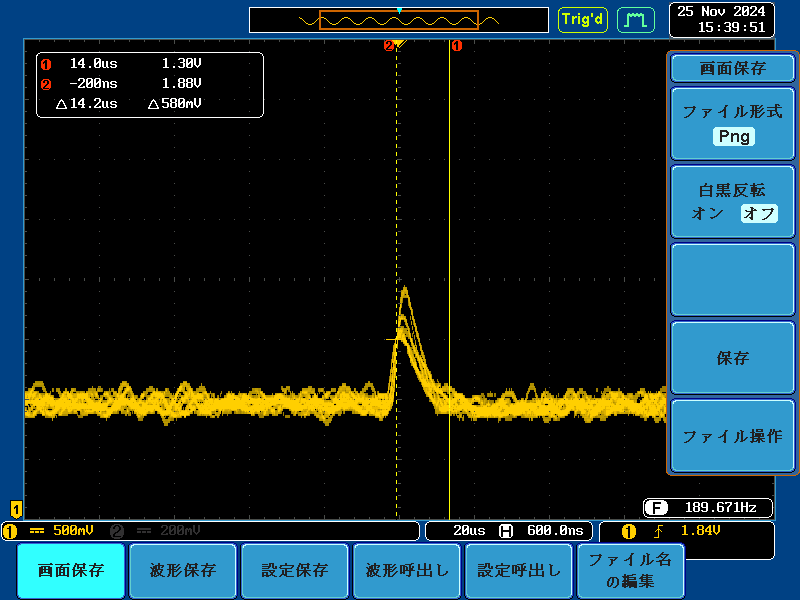 Trig'd
25 Nov 2024
15:39:51
2
1
1 14.0us 1.30V
2 -200ns 1.88V
△14.2us △580mV
画面保存
ファイル形式
Png
白黒反転
オン オフ
保存
ファイル操作
1
F 189.671Hz
1 500mV 2 200mV
20us H 600.0ns
1 1.84V
画面保存
波形保存
設定保存
波形呼出し
設定呼出し
ファイル名
の編集